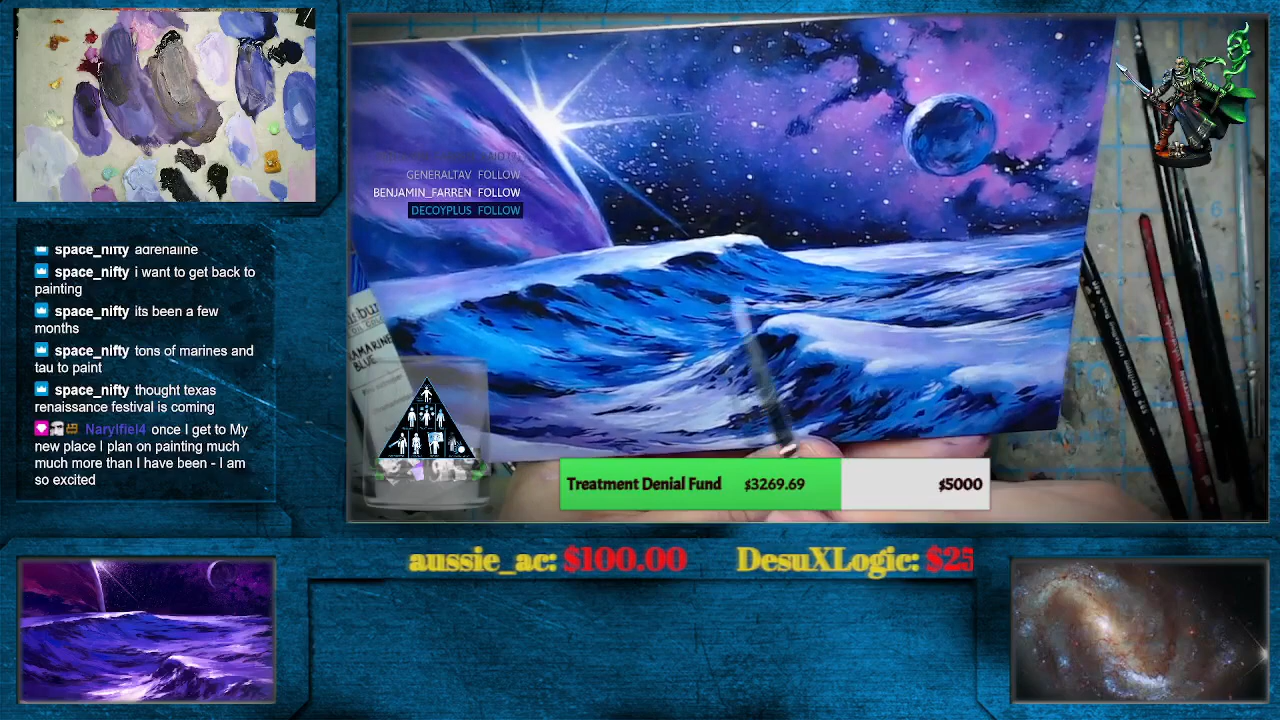 space_nifty adrenaline
space_nifty i want to get back to
painting
space_nifty its been a few
months
space_nifty tons of marines and
tau to paint
space_nifty thought texas
renaissance festival is coming
Narylfiel4 once I get to My
new place I plan on painting much
much more than I have been - I am
so excited
GENERALTAV FOLLOW
BENJAMIN_FARREN FOLLOW
DECOYPLUS FOLLOW
BLUE
Treatment Denial Fund $3269.69 $5000
aussie_ac: $100.00 DesuXLogic: $25